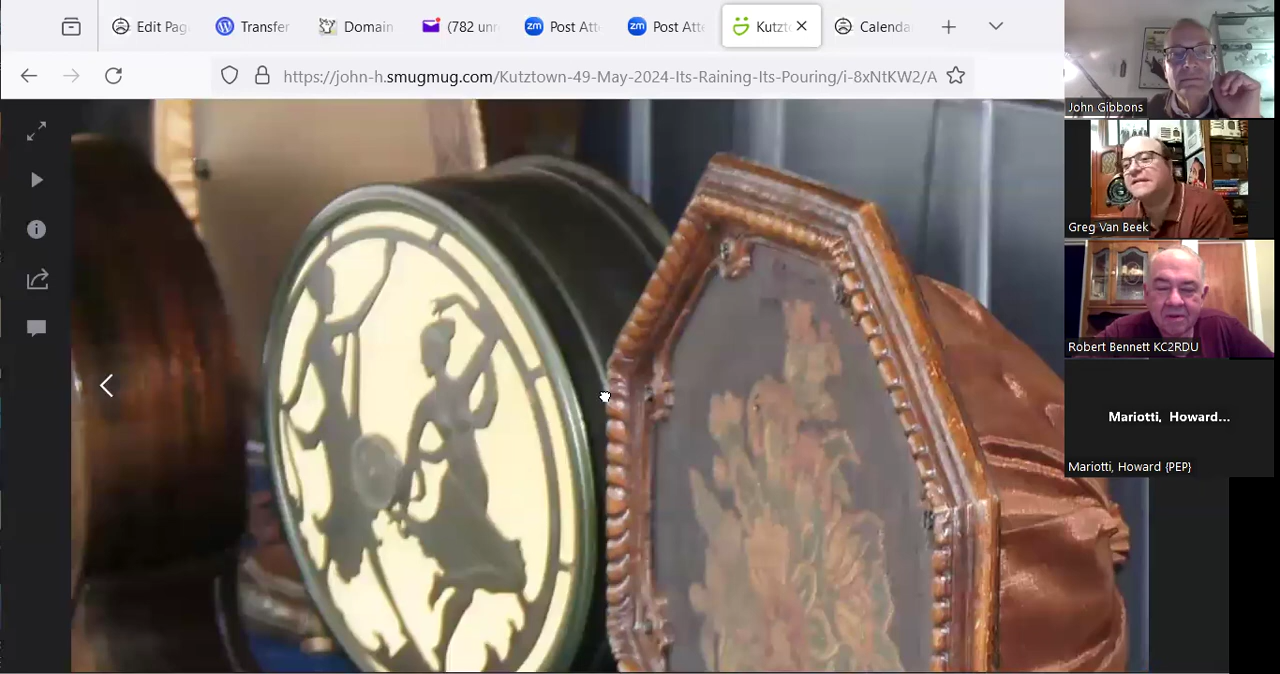 Edit Pag
Transfer
Domain
(782 unr
Post Att
Post Att
Kutzt
Calenda
https://john-h.smugmug.com/Kutztown-49-May-2024-Its-Raining-Its-Pouring/i-8xNtKW2/A
John Gibbons
Greg Van Beek
Robert Bennett KC2RDU
Mariotti, Howard...
Mariotti, Howard {PEP}